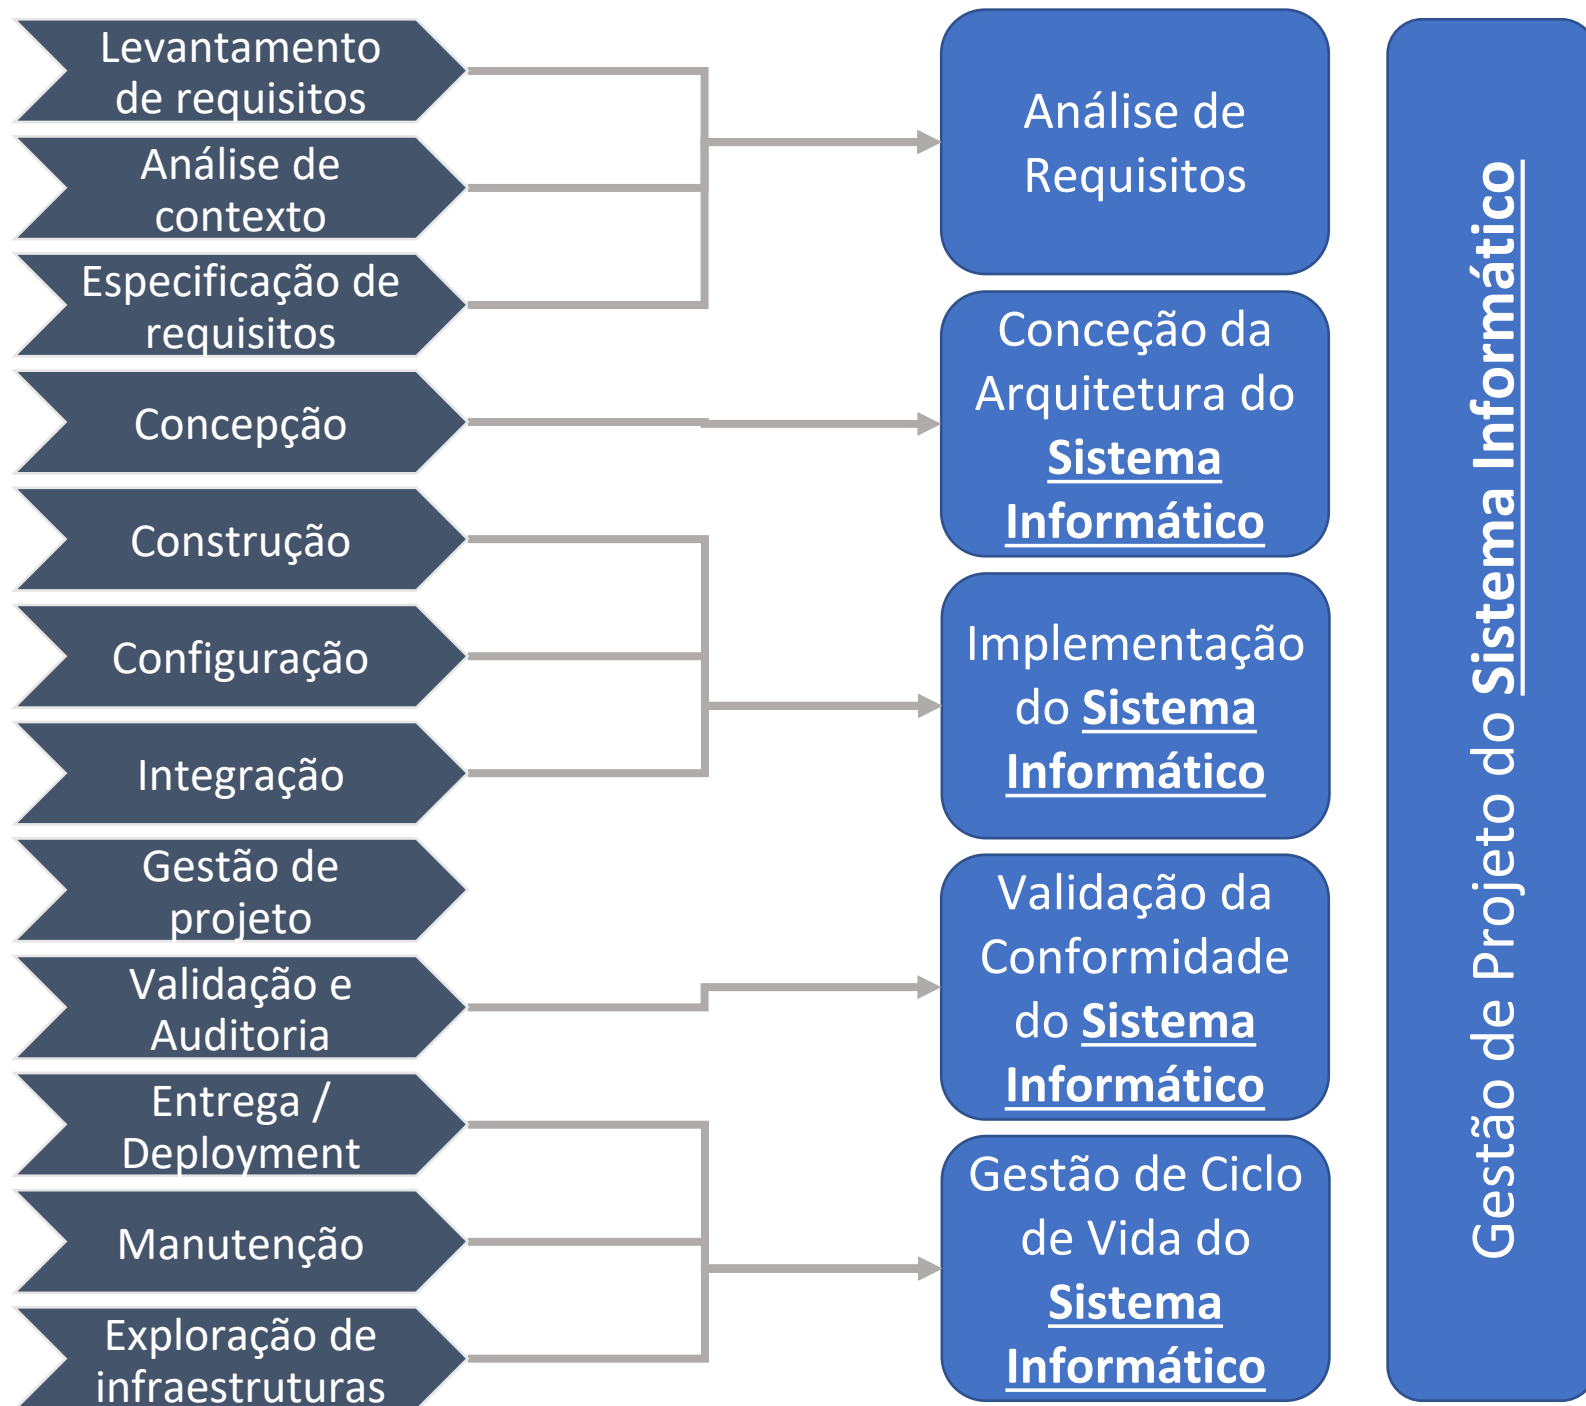 Levantamento
de requisitos
Análise de
contexto
Especificação de
requisitos
Concepção
Construção
Configuração
Integração
Gestão de
projeto
Validação e
Auditoria
Entrega /
Deployment
Manutenção
Exploração de
infraestruturas
Análise de
Requisitos
Conceção da
Arquitetura do
Sistema
Informático
Implementação
do Sistema
Informático
Validação da
Conformidade
do Sistema
Informático
Gestão de Ciclo
de Vida do
Sistema
Informático
Gestão de Projeto do Sistema Informático